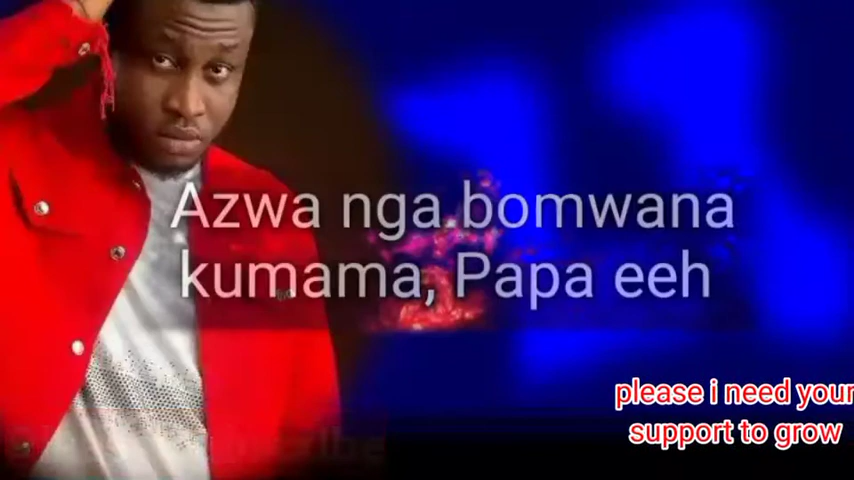 Azwa nga bomwana
kumama, Papa eeh
please i need your
support to grow